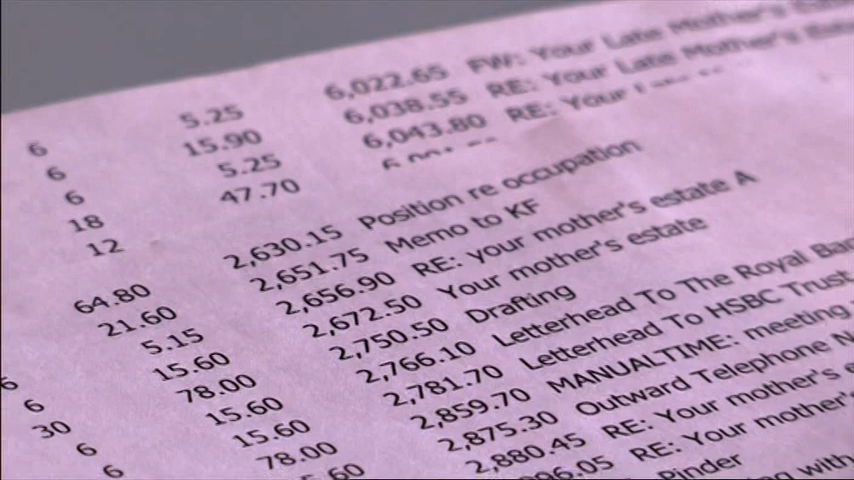 6 5.25 6,022.65 FW: Your Late Mother's
6 15.90 6,038.55 RE: Your Late Mother's
6 5.25 6,043.80 RE: Your
18 47.70
12
64.80 2,630.15 Position re occupation
21.60 2,651.75 Memo to KF
6 5.15 2,656.90 RE: your mother's estate A
6 15.60 2,672.50 Your mother's estate
30 78.00 2,750.50 Drafting
6 15.60 2,766.10 Letterhead To The Royal
6 15.60 2,781.70 Letterhead To HSBC Trust
78.00 2,859.70 MANUALTIME: meeting
.60 2,875.30 Outward Telephone
2,880.45 RE: Your mother's
96.05 RE: Your mother's
Pinder
with